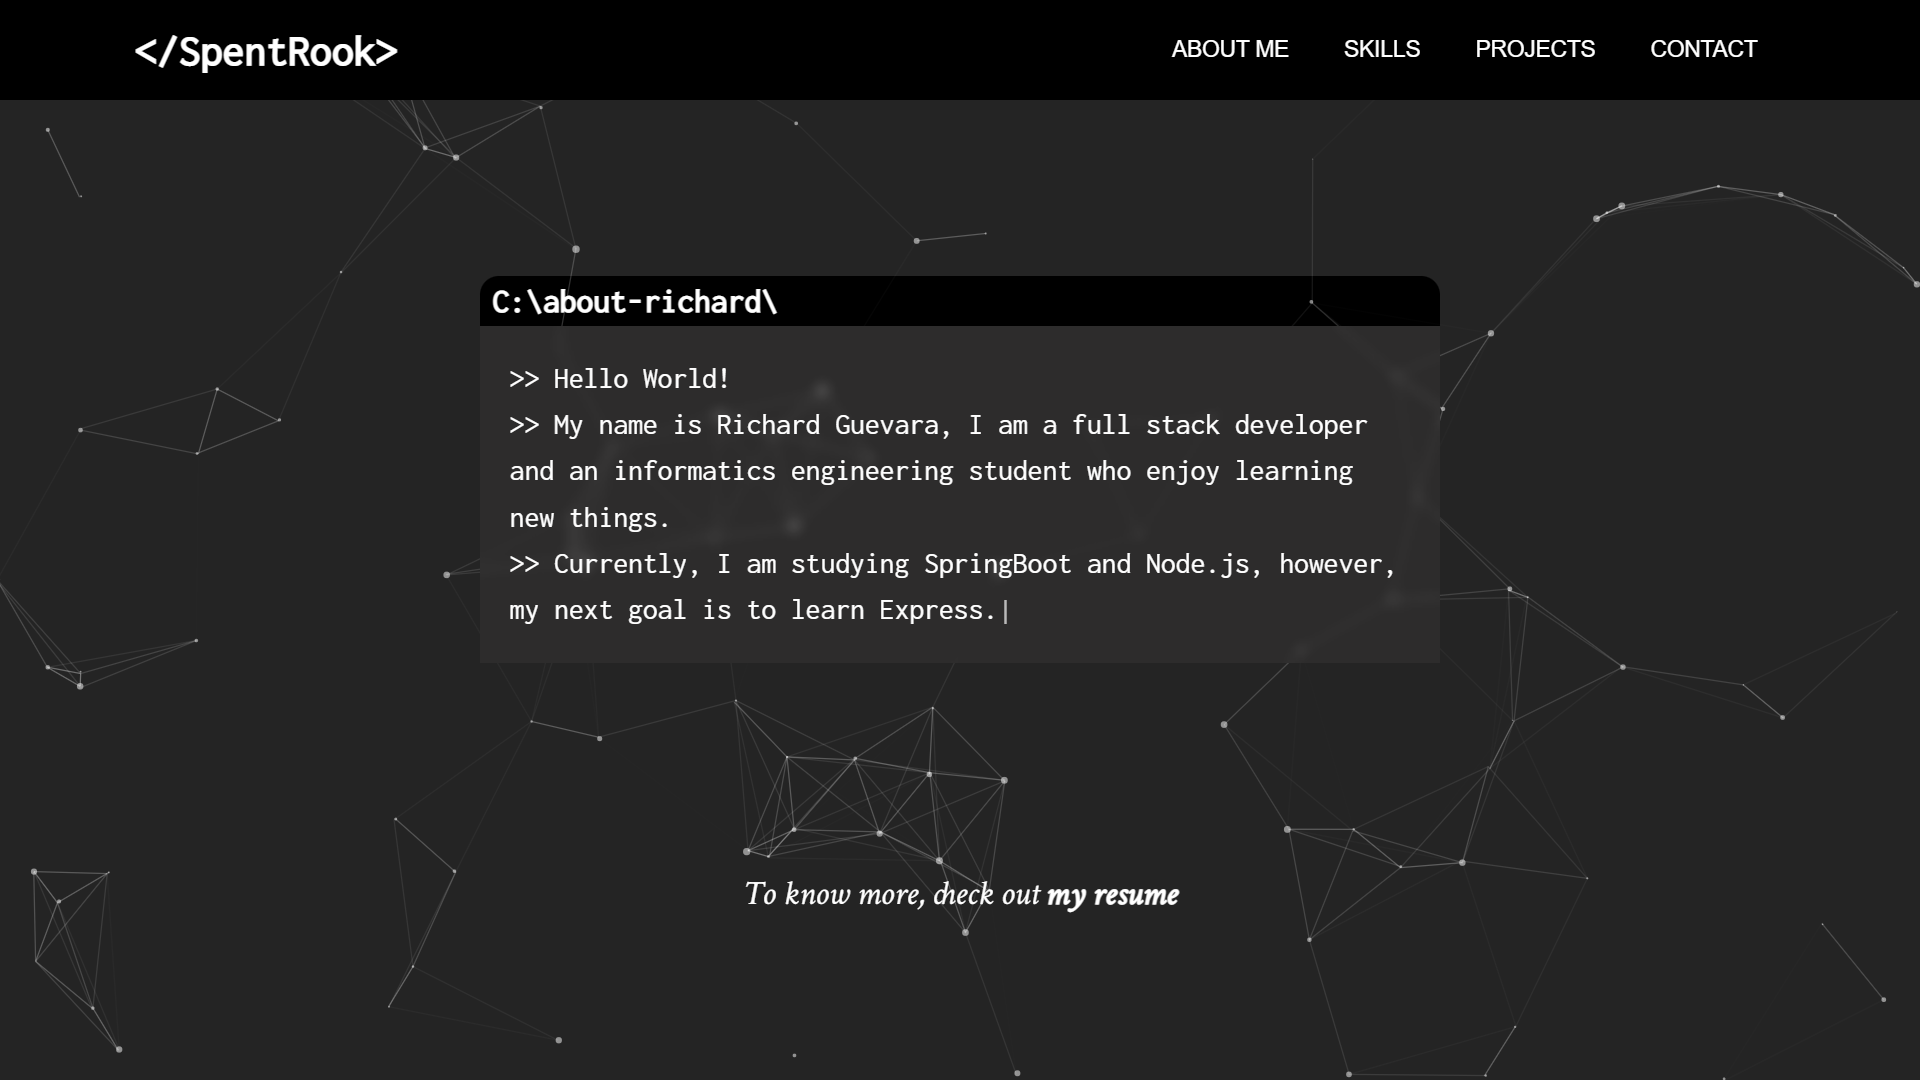 </SpentRook>
ABOUT ME SKILLS PROJECTS CONTACT
C:\about-richard\
>> Hello World!
>> My name is Richard Guevara, I am a full stack developer
and an informatics engineering student who enjoy learning
new things.
>> Currently, I am studying SpringBoot and Node.js, however,
my next goal is to learn Express.|
To know more, check out my resume